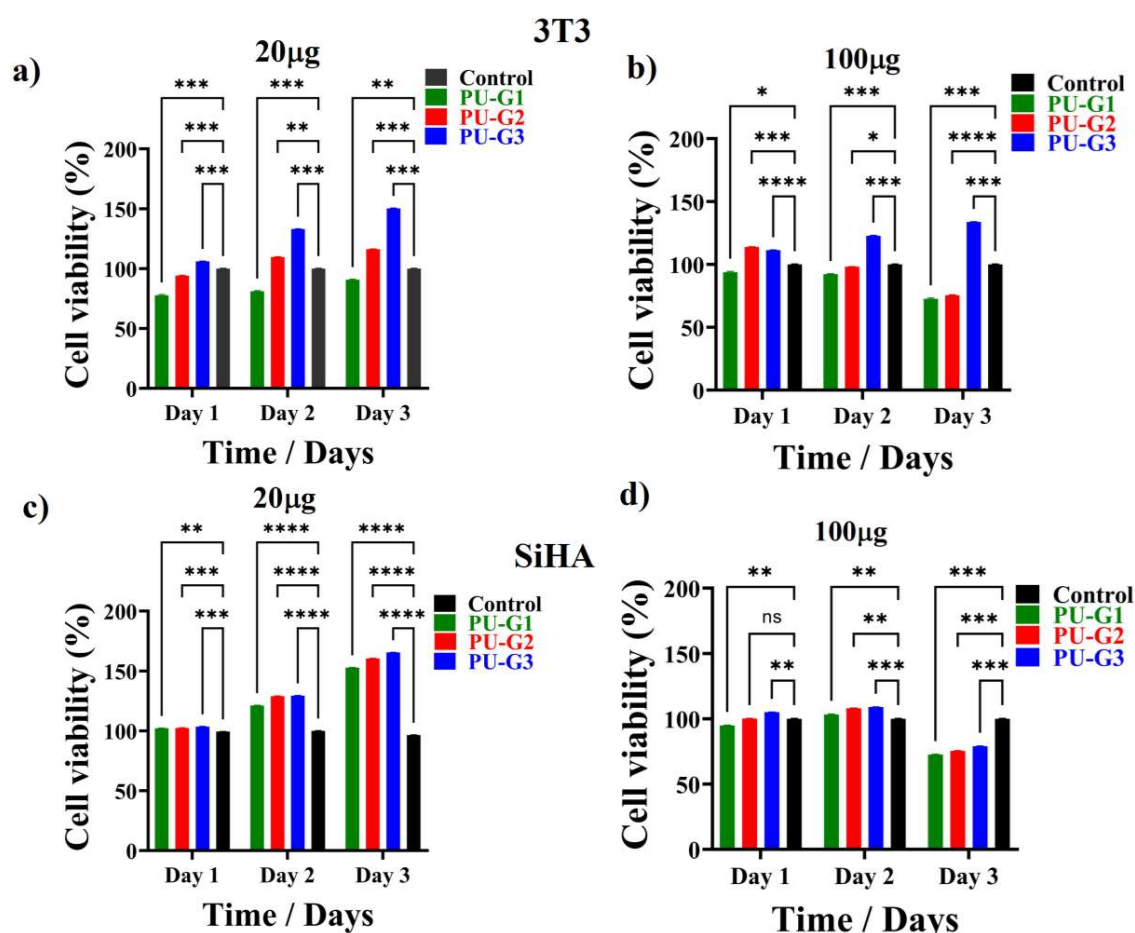 3T3
a)
20μg
Control
PU-G1
PU-G2
PU-G3
*** *** **
*** ** ***
*** *** ***
Cell viability (%)
200
150
100
50
0
Day 1 Day 2 Day 3
Time / Days
b)
100μg
Control
PU-G1
PU-G2
PU-G3
* *** ***
*** * ****
**** *** ***
Cell viability (%)
200
150
100
50
0
Day 1 Day 2 Day 3
Time / Days
SiHA
c)
20μg
Control
PU-G1
PU-G2
PU-G3
** **** ****
*** **** ****
*** **** ****
Cell viability (%)
200
150
100
50
0
Day 1 Day 2 Day 3
Time / Days
d)
100μg
Control
PU-G1
PU-G2
PU-G3
** ** ***
ns ** ***
** *** ***
Cell viability (%)
200
150
100
50
0
Day 1 Day 2 Day 3
Time / Days